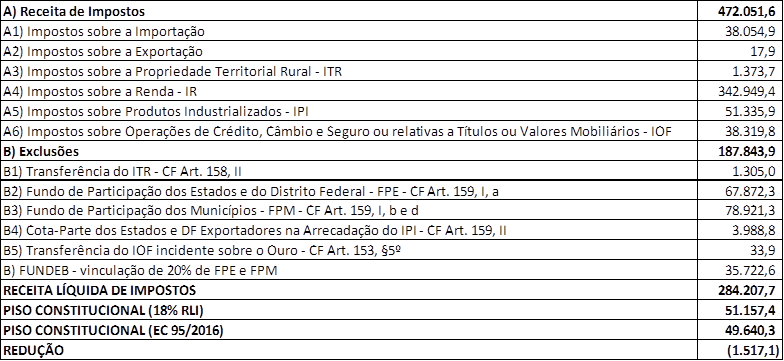 A) Receita de Impostos 472.051,6
A1) Impostos sobre a Importação 38.054,9
A2) Impostos sobre a Exportação 17,9
A3) Impostos sobre a Propriedade Territorial Rural - ITR 1.373,7
A4) Impostos sobre a Renda - IR 342.949,4
A5) Impostos sobre Produtos Industrializados - IPI 51.335,9
A6) Impostos sobre Operações de Crédito, Câmbio e Seguro ou relativas a Títulos ou Valores Mobiliários - IOF 38.319,8
B) Exclusões 187.843,9
B1) Transferência do ITR - CF Art. 158, II 1.305,0
B2) Fundo de Participação dos Estados e do Distrito Federal - FPE - CF Art. 159, I, a 67.872,3
B3) Fundo de Participação dos Municípios - FPM - CF Art. 159, I, b e d 78.921,3
B4) Cota-Parte dos Estados e DF Exportadores na Arrecadação do IPI - CF Art. 159, II 3.988,8
B5) Transferência do IOF incidente sobre o Ouro - CF Art. 153, §5º 33,9
B) FUNDEB - vinculação de 20% de FPE e FPM 35.722,6
RECEITA LÍQUIDA DE IMPOSTOS 284.207,7
PISO CONSTITUCIONAL (18% RLI) 51.157,4
PISO CONSTITUCIONAL (EC 95/2016) 49.640,3
REDUÇÃO (1.517,1)